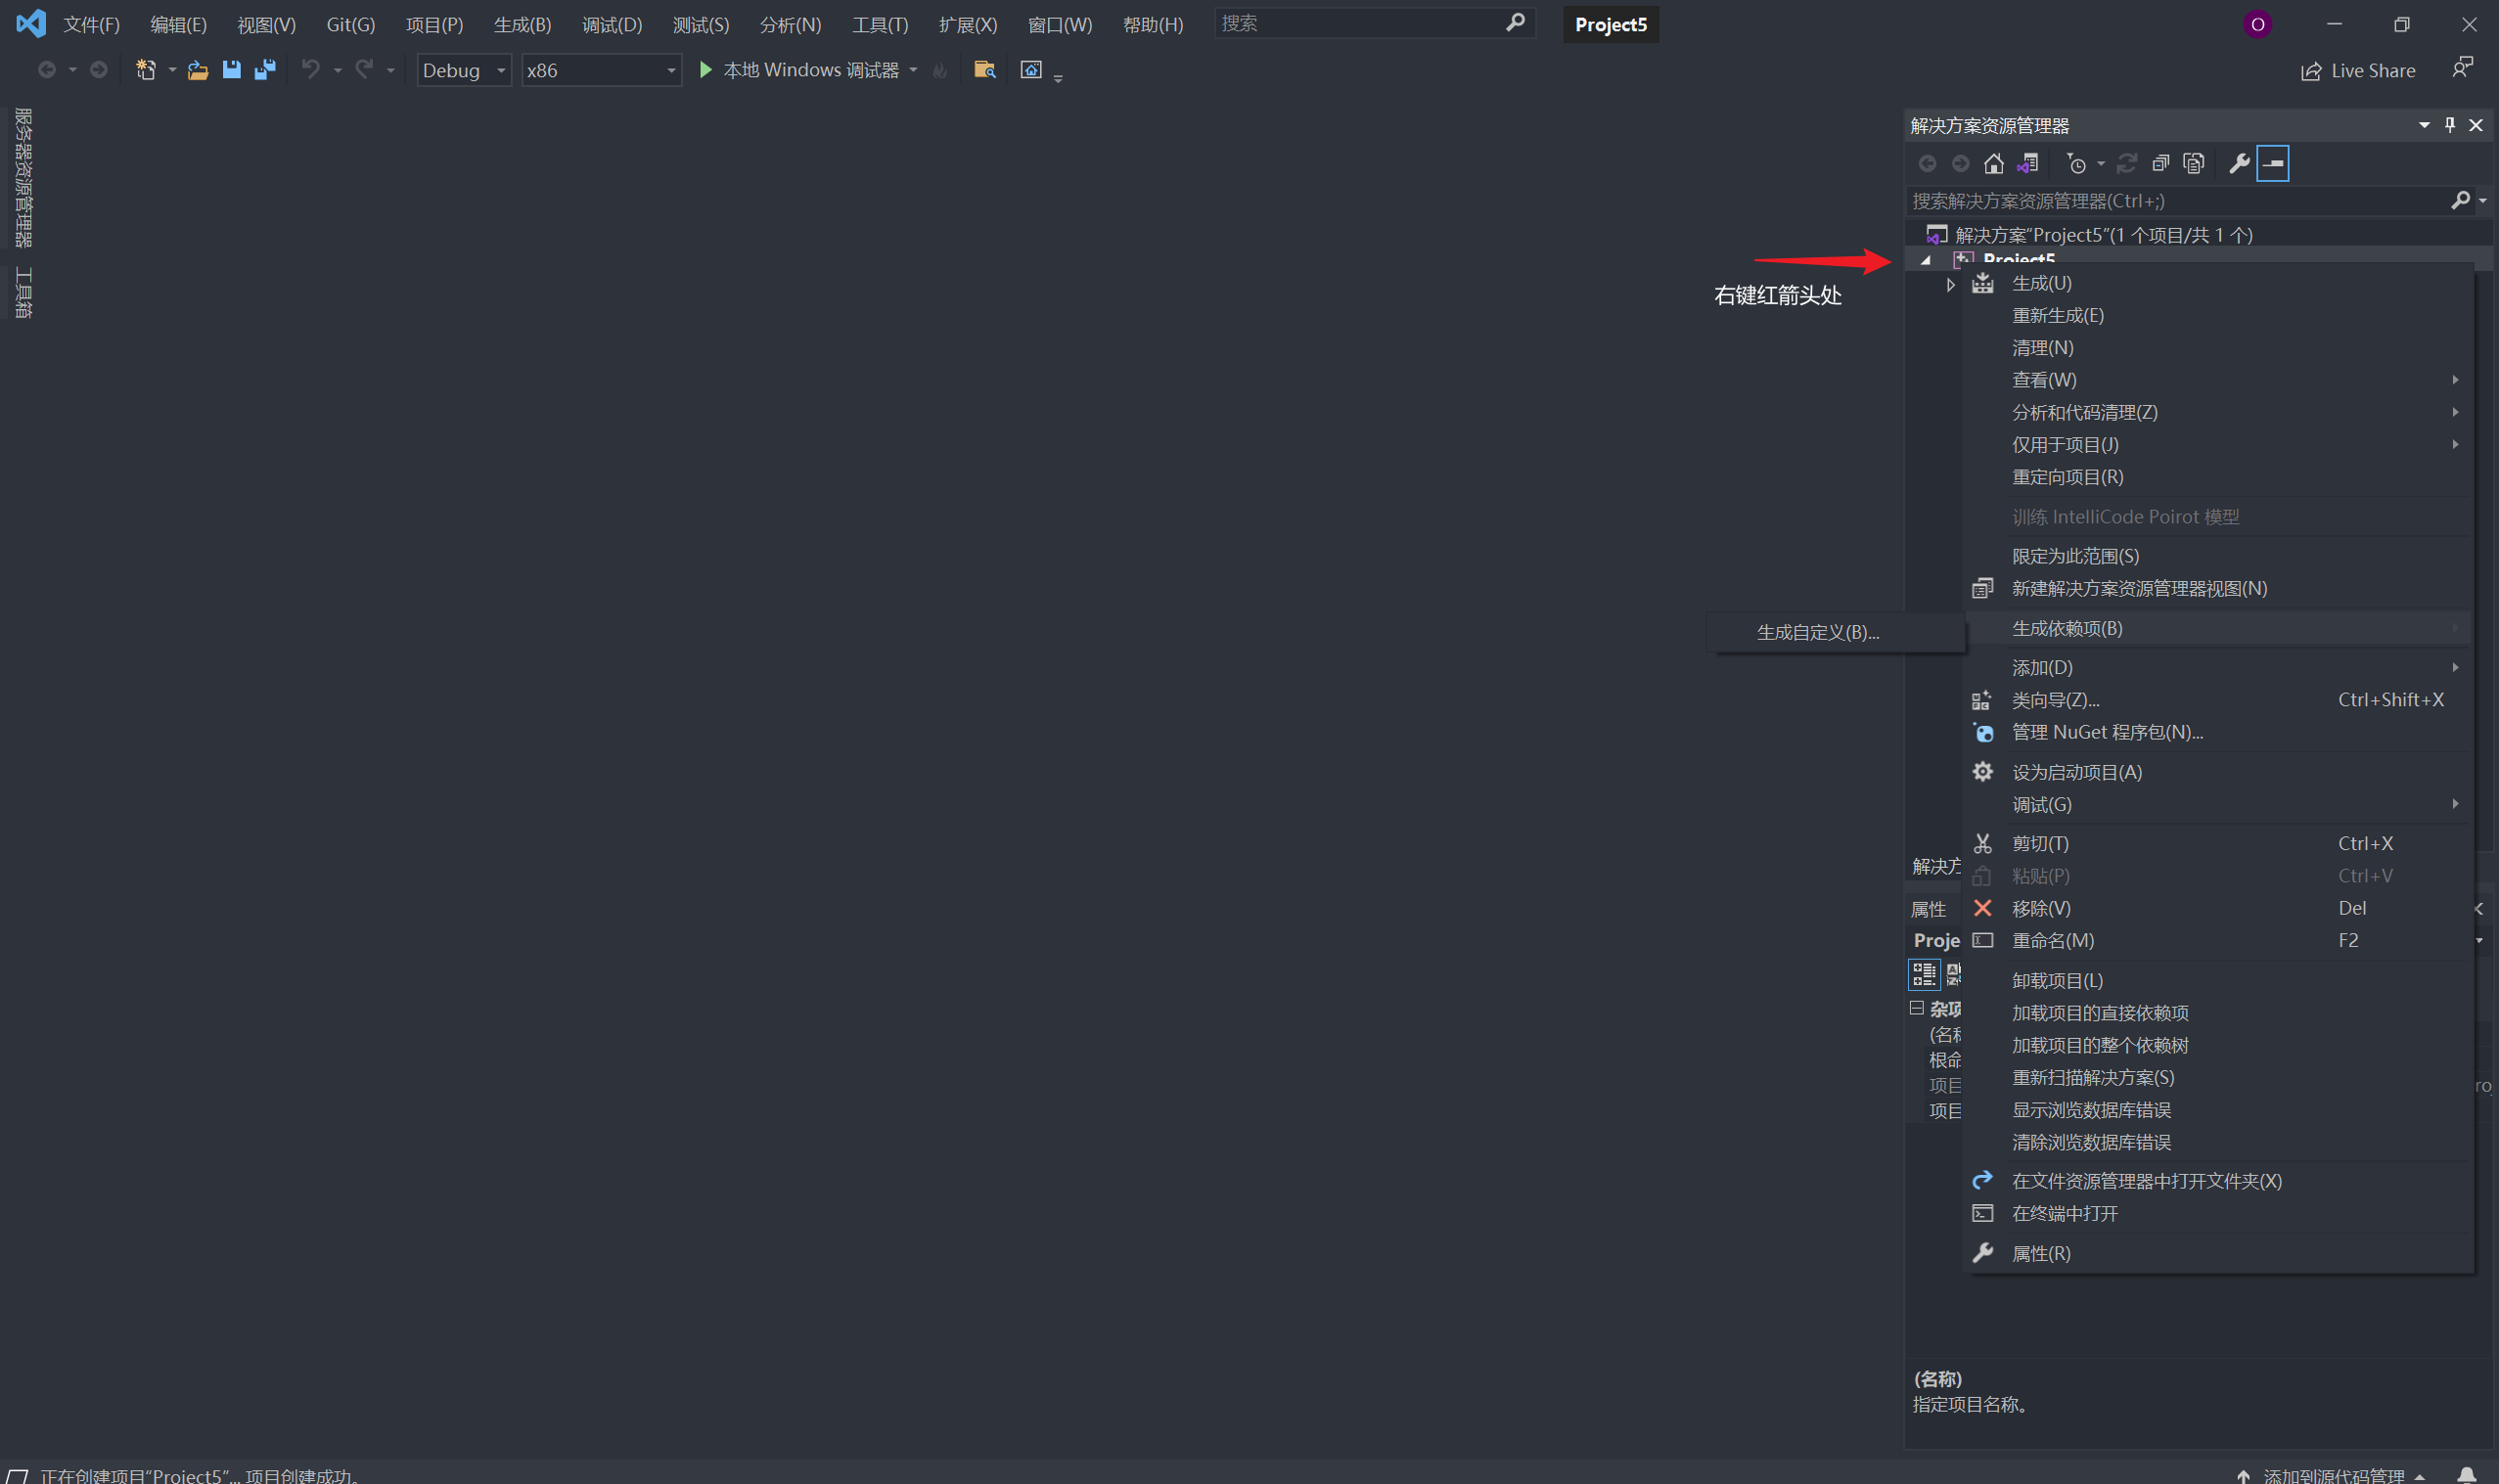 文件(F) 编辑(E) 视图(V) Git(G) 项目(P) 生成(B) 调试(D) 测试(S) 分析(N) 工具(T) 扩展(X) 窗口(W) 帮助(H) 搜索 Project5 O
Debug x86 本地 Windows 调试器 Live Share
服务器资源管理器
工具箱
解决方案资源管理器
搜索解决方案资源管理器(Ctrl+;)
解决方案"Project5"(1 个项目/共 1 个)
Project5
右键红箭头处
生成(U)
重新生成(E)
清理(N)
查看(W)
分析和代码清理(Z)
仅用于项目(J)
重定向项目(R)
训练 IntelliCode Poirot 模型
限定为此范围(S)
新建解决方案资源管理器视图(N)
生成依赖项(B)
生成自定义(B)...
添加(D)
类向导(Z)... Ctrl+Shift+X
管理 NuGet 程序包(N)...
设为启动项目(A)
调试(G)
剪切(T) Ctrl+X
粘贴(P) Ctrl+V
移除(V) Del
重命名(M) F2
卸载项目(L)
加载项目的直接依赖项
加载项目的整个依赖树
重新扫描解决方案(S)
显示浏览数据库错误
清除浏览数据库错误
在文件资源管理器中打开文件夹(X)
在终端中打开
属性(R)
解决方
属性
Proje
杂项
(名称
根命
项目
项目
(名称)
指定项目名称。
正在创建项目"Project5"... 项目创建成功。 添加到源代码管理